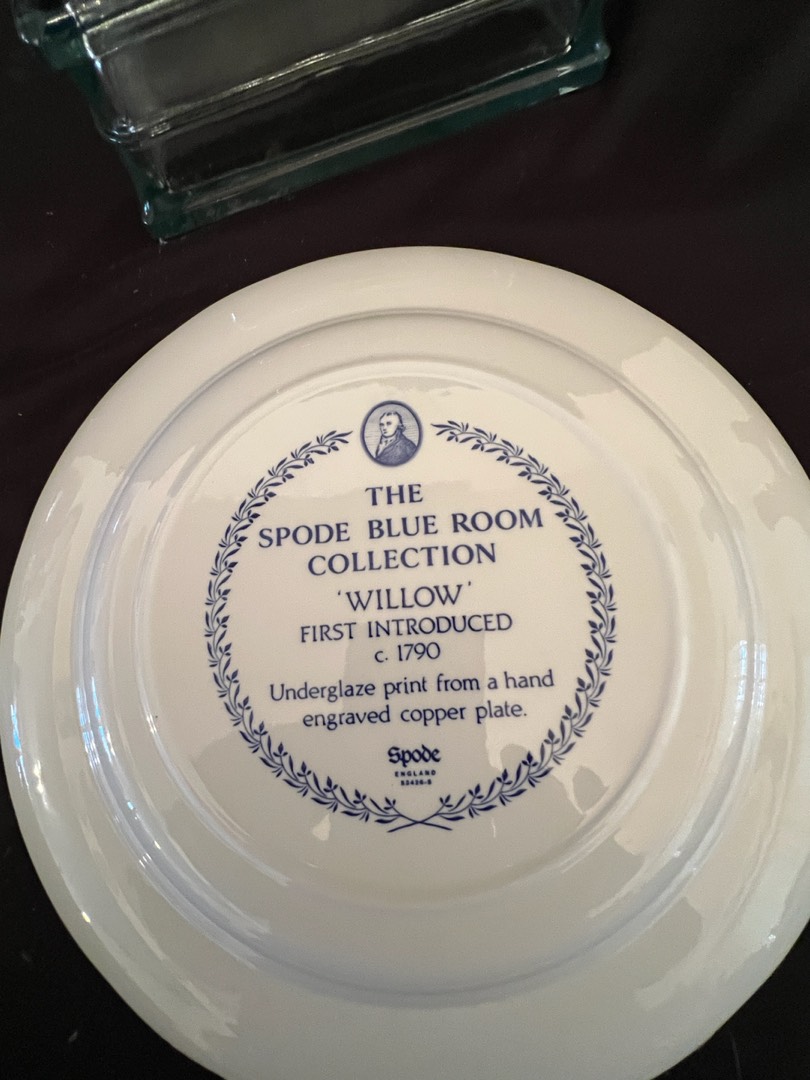 THE
SPODE BLUE ROOM
COLLECTION
'WILLOW'
FIRST INTRODUCED
c. 1790
Underglaze print from a hand
engraved copper plate.
Spode
ENGLAND